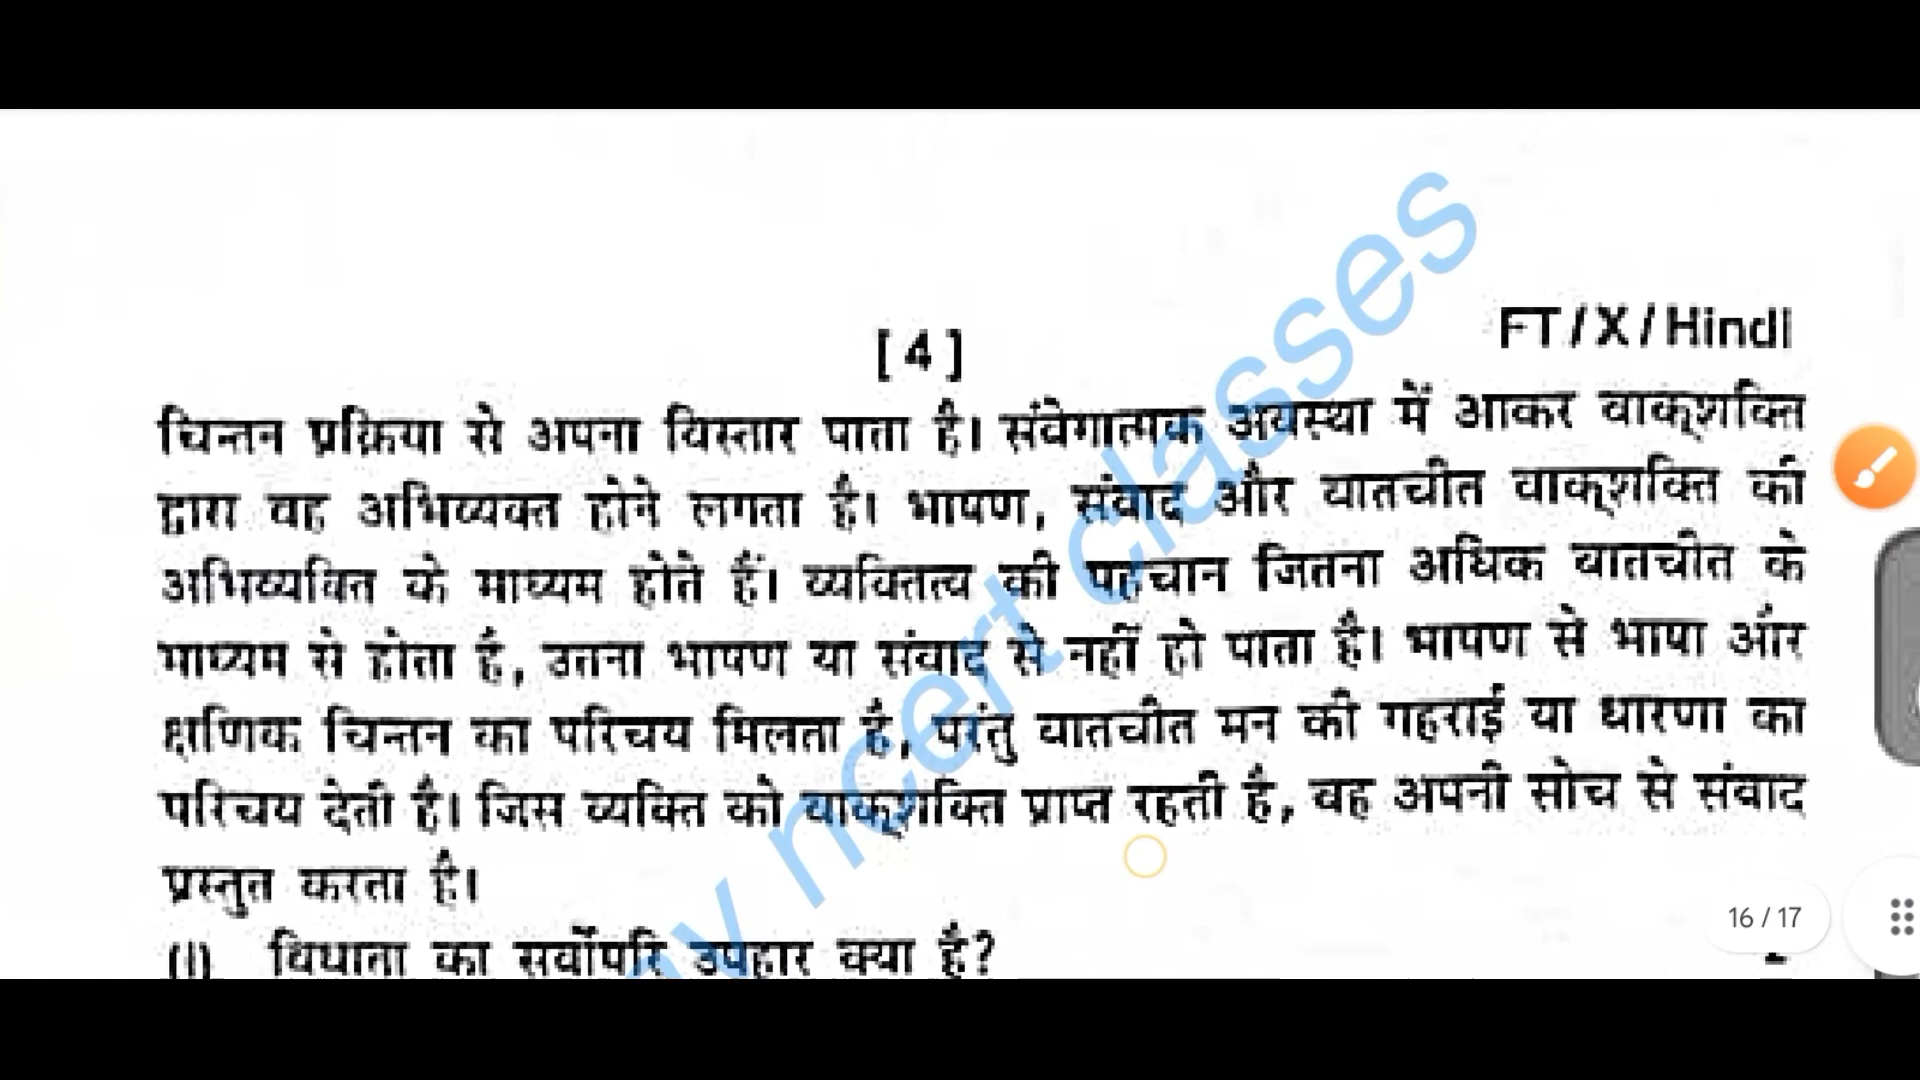 [ 4 ]
FT / X / Hindi
चिन्तन प्रक्रिया से अपना विस्तार पाता है। संवेगात्मक अवस्था में आकर वाक्‌शक्ति
द्वारा वह अभिव्यक्त होने लगता है। भाषण, संवाद और बातचीत वाक्‌शक्ति की
अभिव्यक्ति के माध्यम होते हैं। व्यक्तित्व की पहचान जितना अधिक बातचीत के
माध्यम से होता है, उतना भाषण या संवाद से नहीं हो पाता है। भाषण से भाषा और
क्षणिक चिन्तन का परिचय मिलता है, परंतु बातचीत मन की गहराई या धारणा का
परिचय देती है। जिस व्यक्ति को वाक्‌शक्ति प्राप्त रहती है, वह अपनी सोच से संवाद
प्रस्तुत करता है।
(i) विधाता का सर्वोपरि उपहार क्या है?
16 / 17
ncert classes